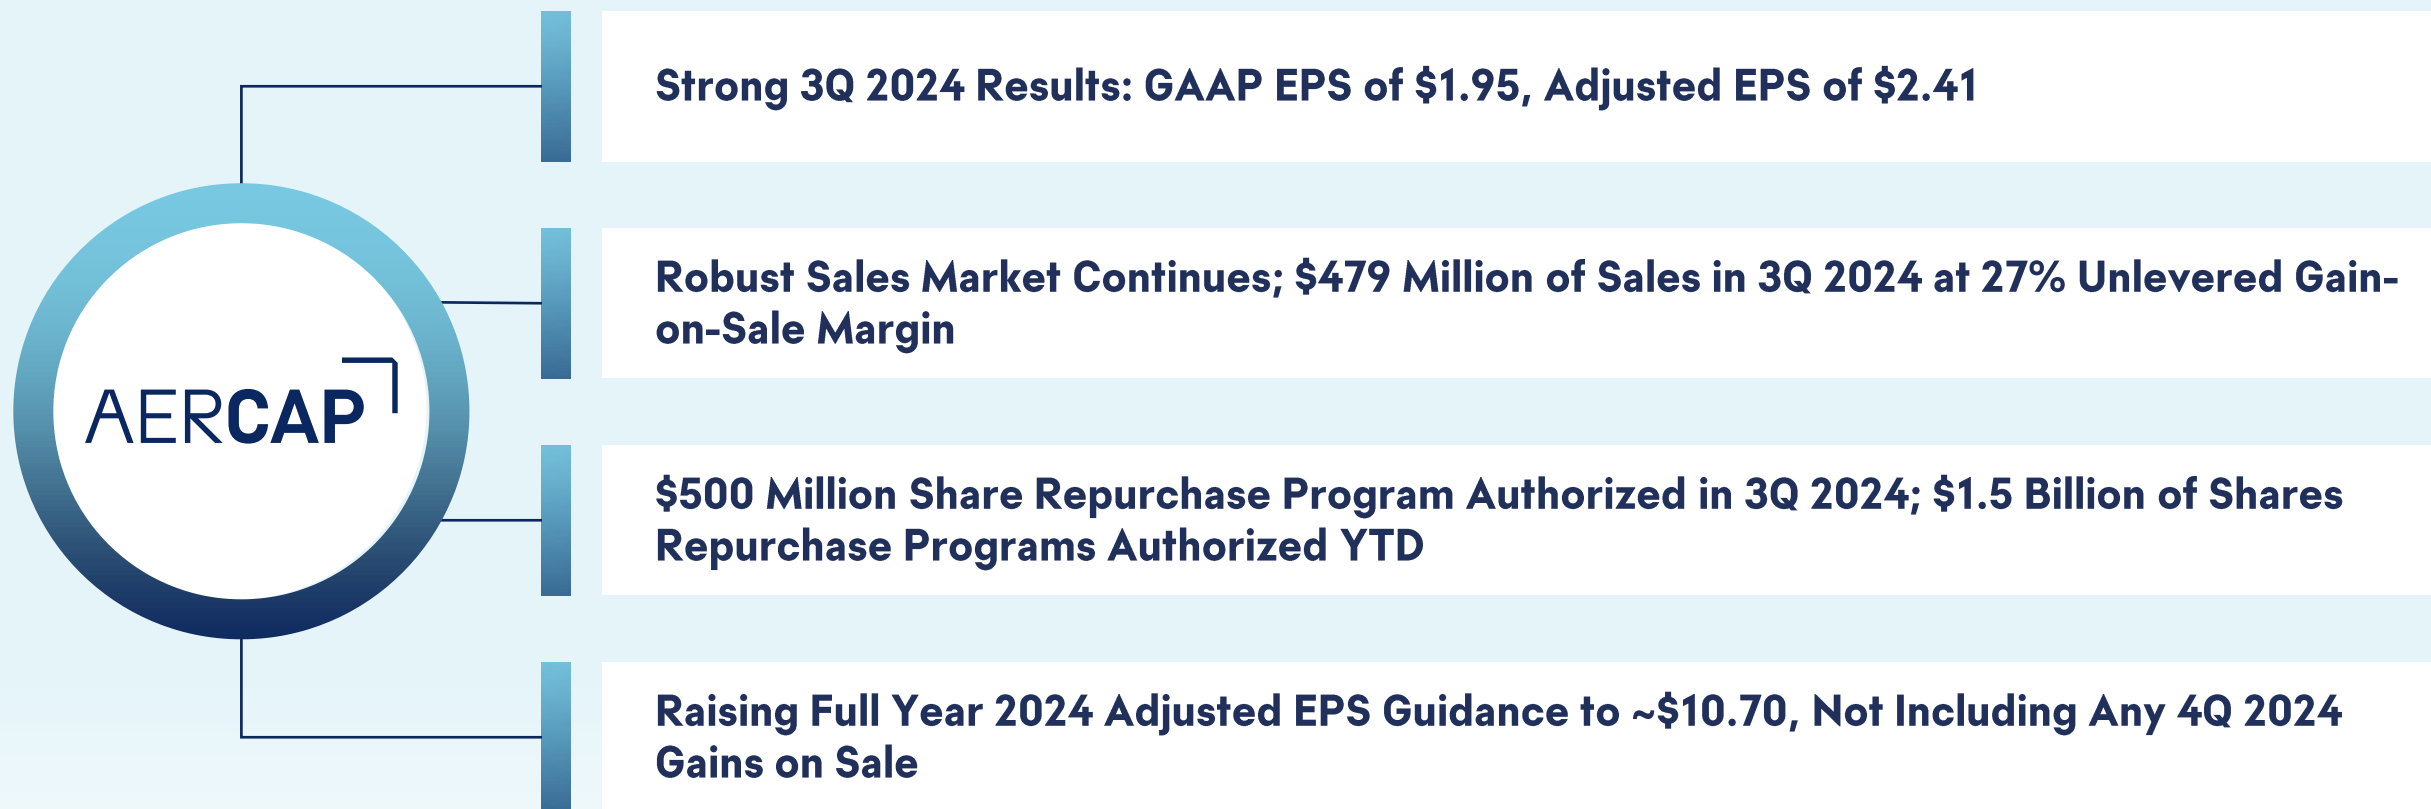 Strong 3Q 2024 Results: GAAP EPS of $1.95, Adjusted EPS of $2.41
Robust Sales Market Continues; $479 Million of Sales in 3Q 2024 at 27% Unlevered Gain-
on-Sale Margin
AERCAP
$500 Million Share Repurchase Program Authorized in 3Q 2024; $1.5 Billion of Shares
Repurchase Programs Authorized YTD
Raising Full Year 2024 Adjusted EPS Guidance to ~$10.70, Not Including Any 4Q 2024
Gains on Sale